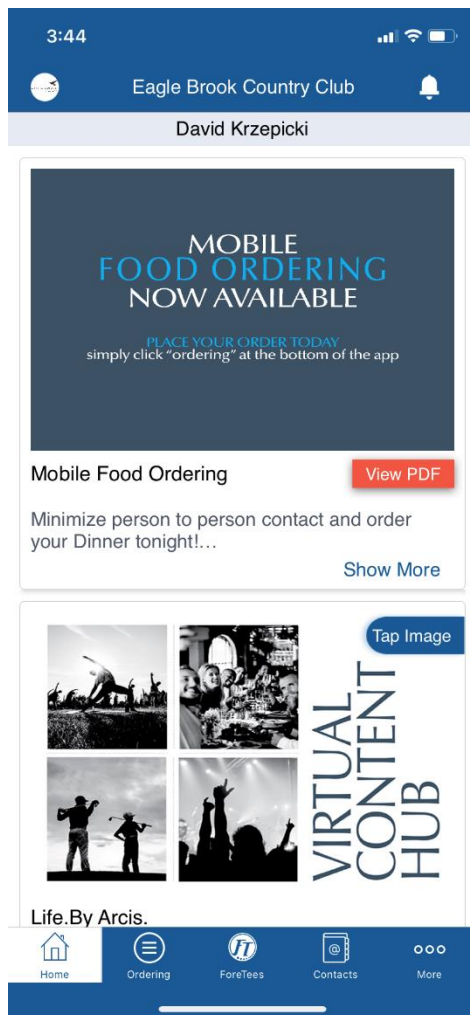 3:44
Eagle Brook Country Club
David Krzepicki
MOBILE
FOOD ORDERING
NOW AVAILABLE
PLACE YOUR ORDER TODAY
simply click "ordering" at the bottom of the app
Mobile Food Ordering
View PDF
Minimize person to person contact and order
your Dinner tonight!...
Show More
Tap Image
VIRTUAL
CONTENT
HUB
Life.By Arcis.
FT
Home
Ordering
ForeTees
Contacts
More